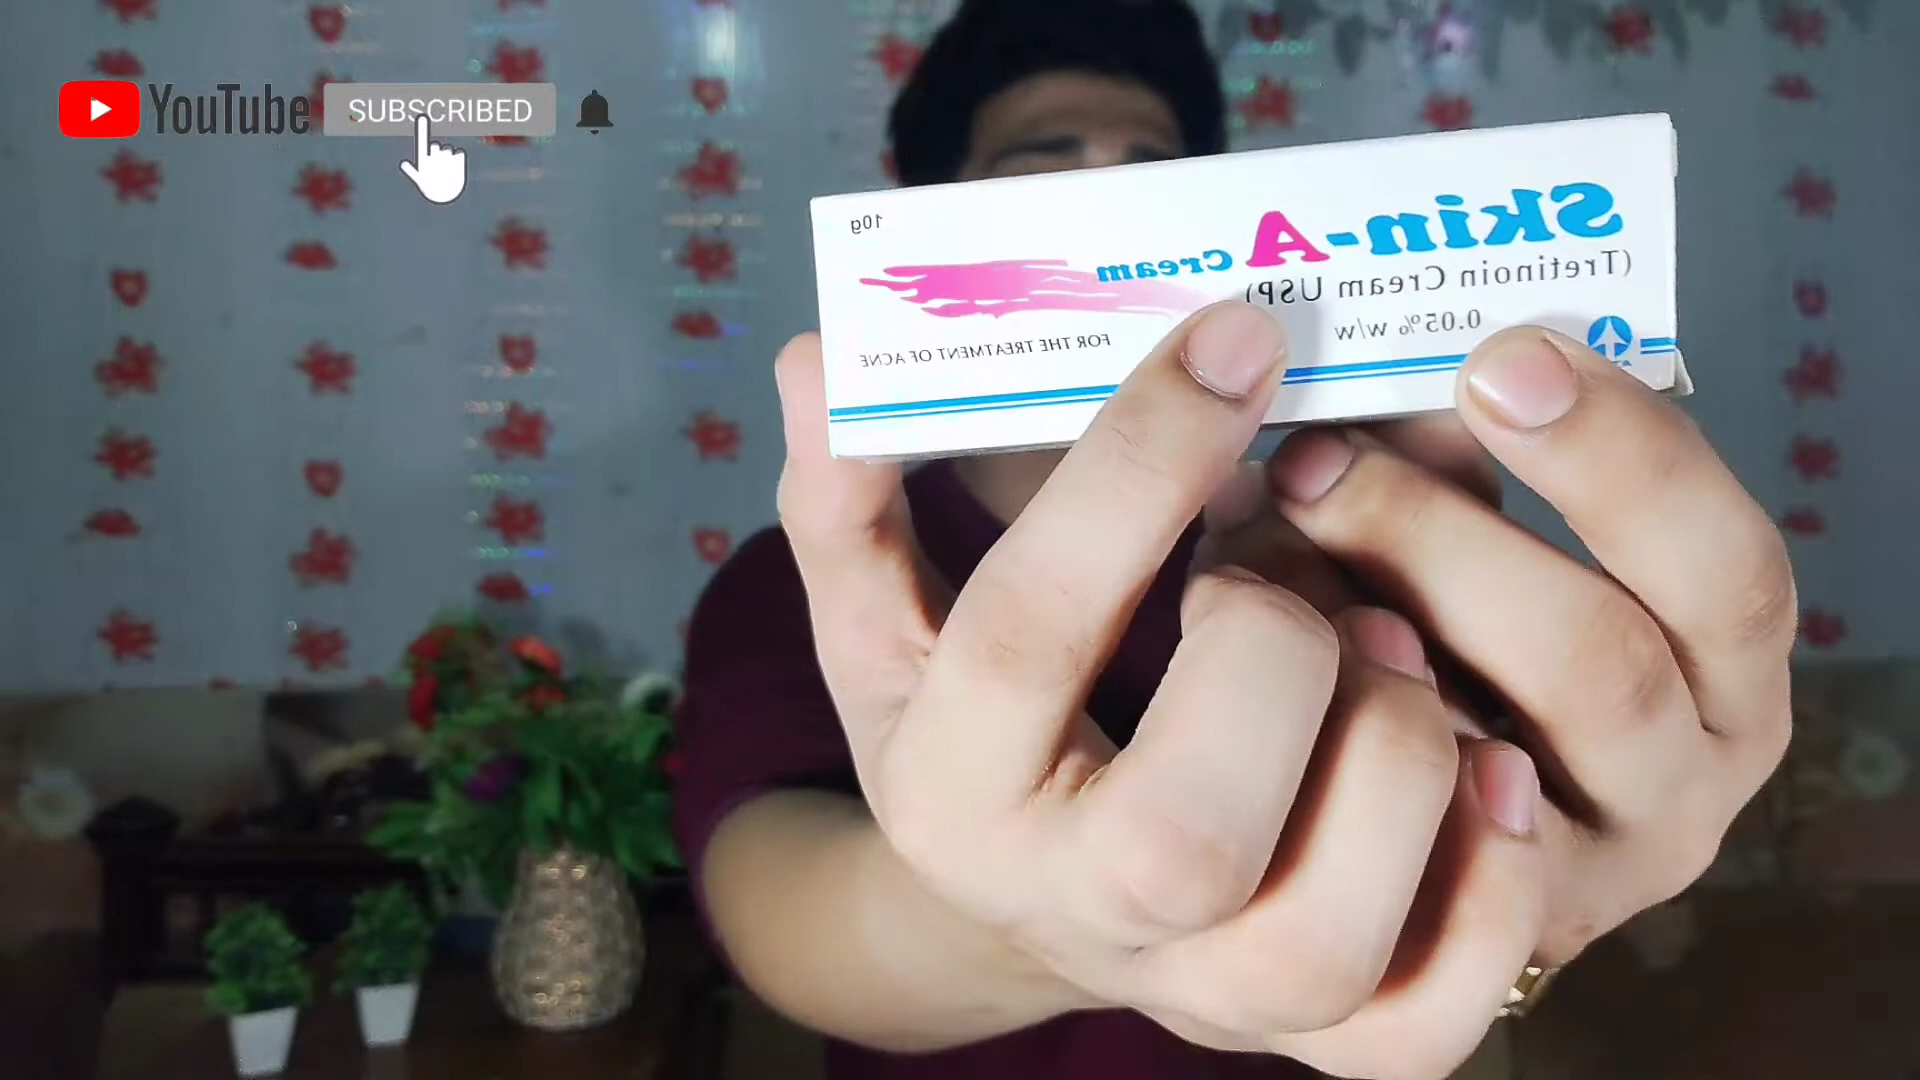 YouTube SUBSCRIBED
10g
Skin-A Cream
(Tretinoin Cream USP)
0.05% w/w
FOR THE TREATMENT OF ACNE